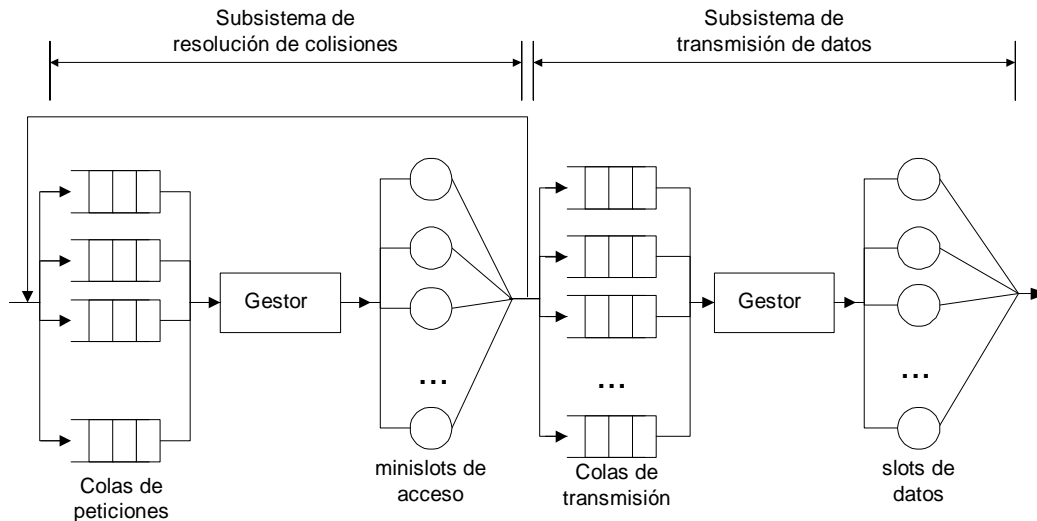 Subsistema de
resolución de colisiones
Subsistema de
transmisión de datos
Gestor
Gestor
...
...
...
minislots de
acceso
Colas de
peticiones
Colas de
transmisión
slots de
datos